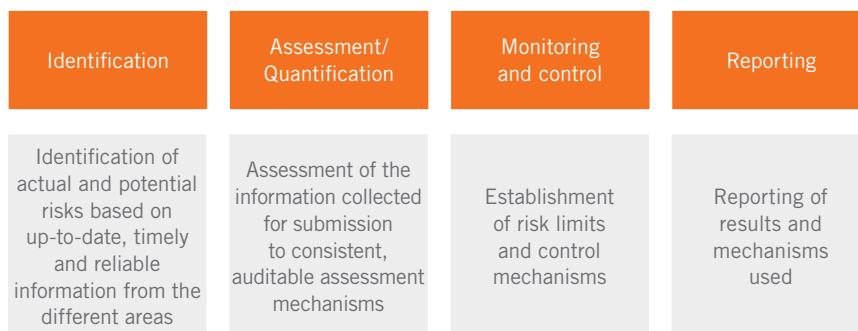 Identification
Assessment/
Quantification
Monitoring
and control
Reporting
Identification of
actual and potential
risks based on
up-to-date, timely
and reliable
information from the
different areas
Assessment of the
information collected
for submission
to consistent,
auditable assessment
mechanisms
Establishment
of risk limits
and control
mechanisms
Reporting of
results and
mechanisms
used